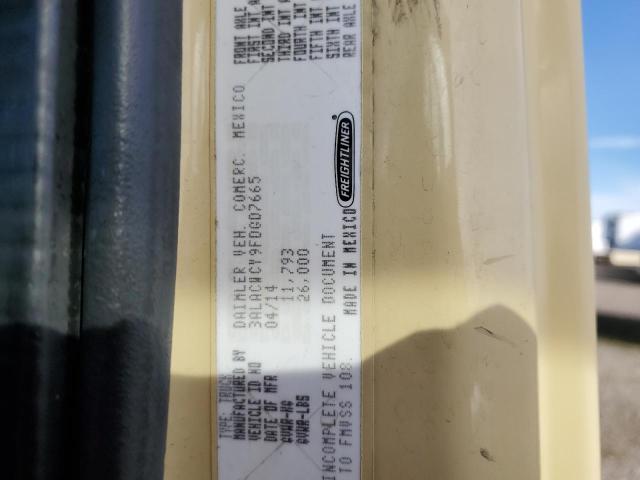 TYPE: TRUCK
MANUFACTURED BY DAIMLER VEH. COMERC. MEXICO
VEHICLE ID NO 3ALACWCY9FDGD7665
DATE OF MFR 04/14
GVWR-KG 11,793
GVWR-LBS 26,000
INCOMPLETE VEHICLE DOCUMENT
TO FMVSS 108.
MADE IN MEXICO
FREIGHTLINER
FRONT AXLE
FIRST INT
SECOND INT
THIRD INT
FOURTH INT
FIFTH INT
SIXTH INT
REAR AXLE